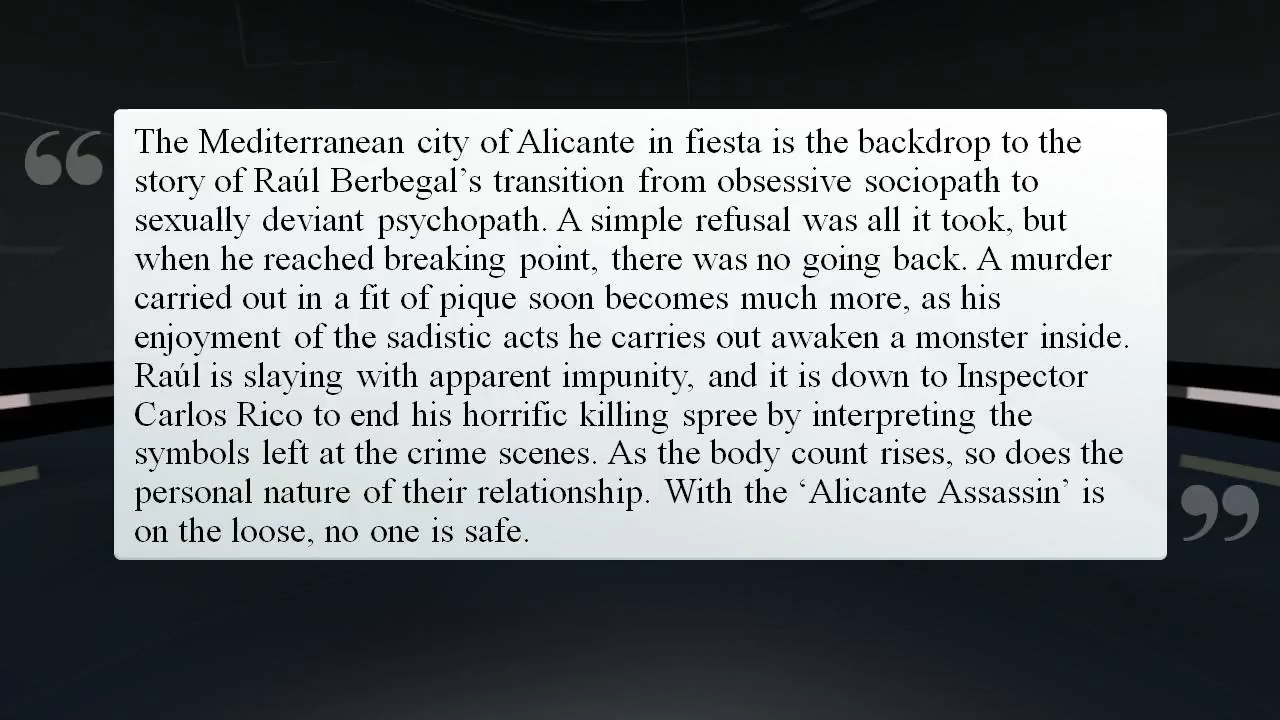 The Mediterranean city of Alicante in fiesta is the backdrop to the
story of Raúl Berbegal’s transition from obsessive sociopath to
sexually deviant psychopath. A simple refusal was all it took, but
when he reached breaking point, there was no going back. A murder
carried out in a fit of pique soon becomes much more, as his
enjoyment of the sadistic acts he carries out awaken a monster inside.
Raúl is slaying with apparent impunity, and it is down to Inspector
Carlos Rico to end his horrific killing spree by interpreting the
symbols left at the crime scenes. As the body count rises, so does the
personal nature of their relationship. With the ‘Alicante Assassin’ is
on the loose, no one is safe.